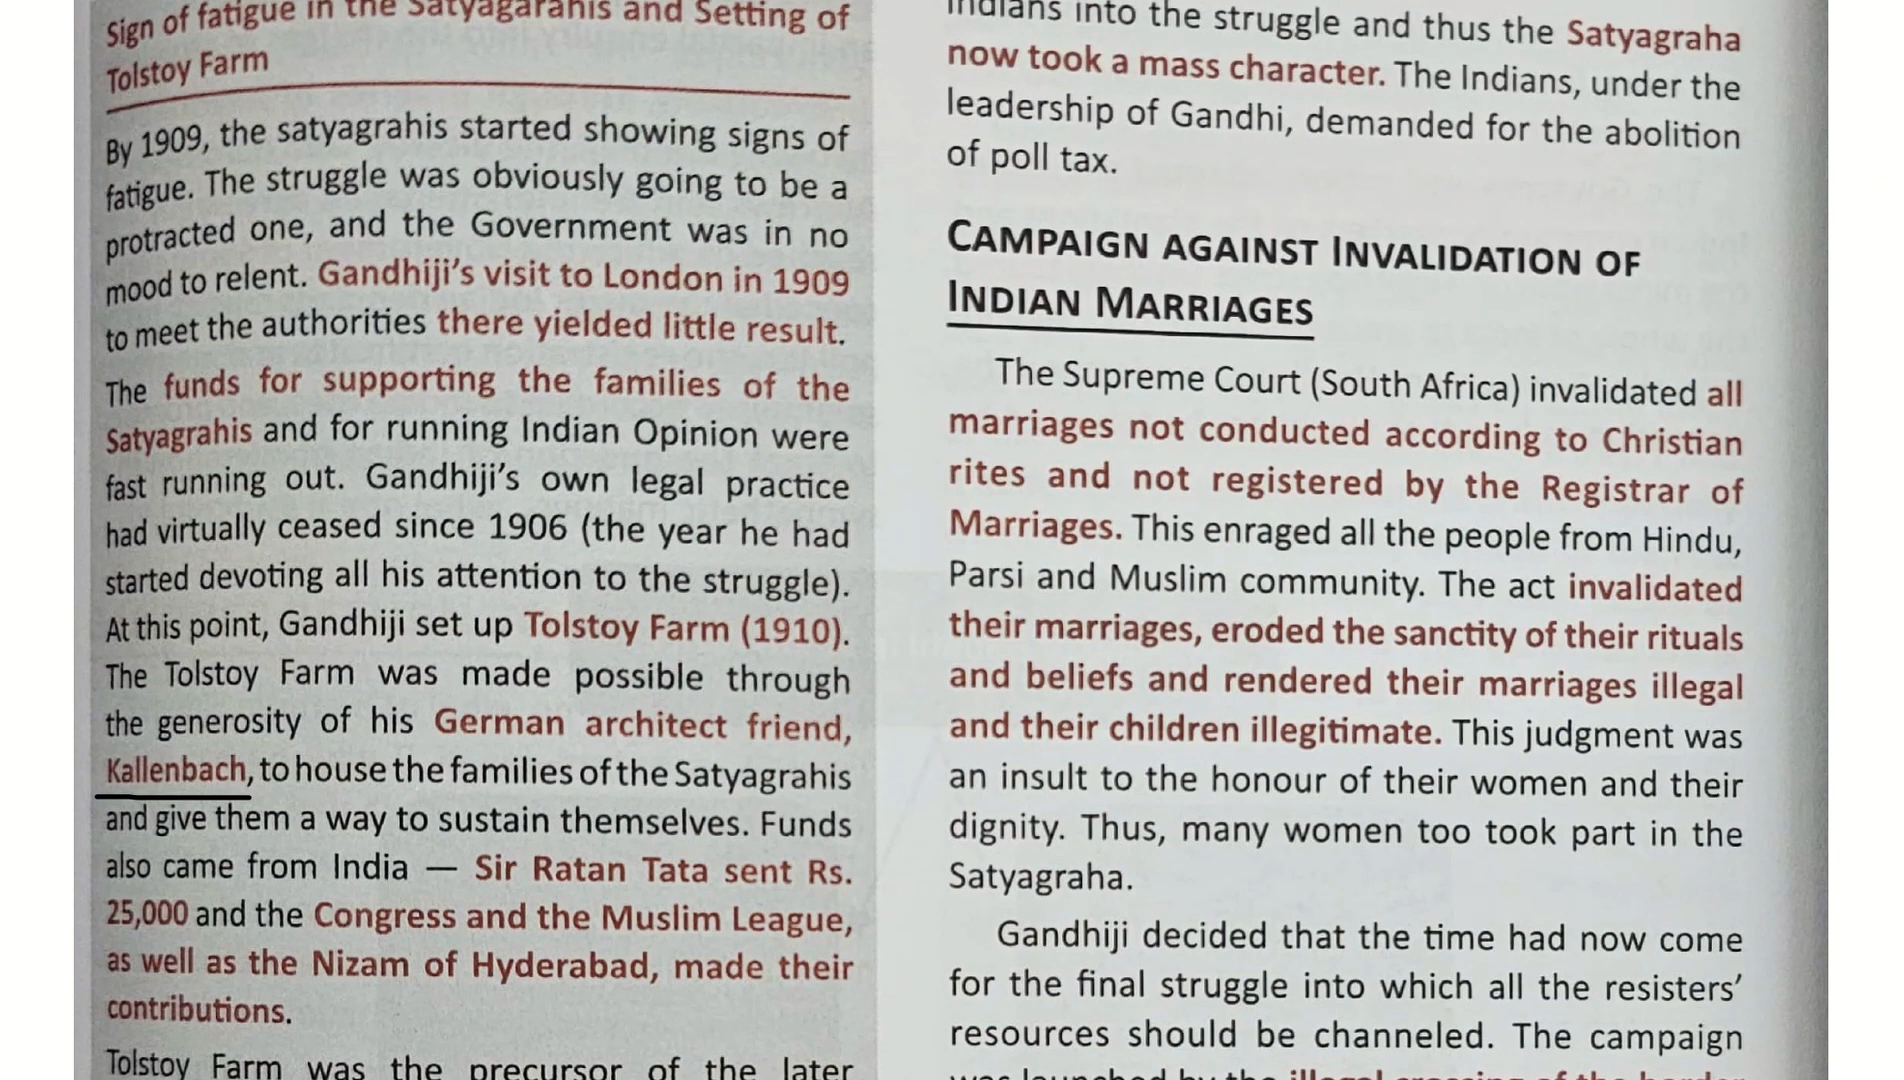 Sign of fatigue in the Satyagarahis and Setting of
Tolstoy Farm
By 1909, the satyagrahis started showing signs of
fatigue. The struggle was obviously going to be a
protracted one, and the Government was in no
mood to relent. Gandhiji's visit to London in 1909
to meet the authorities there yielded little result.
The funds for supporting the families of the
Satyagrahis and for running Indian Opinion were
fast running out. Gandhiji's own legal practice
had virtually ceased since 1906 (the year he had
started devoting all his attention to the struggle).
At this point, Gandhiji set up Tolstoy Farm (1910).
The Tolstoy Farm was made possible through
the generosity of his German architect friend,
Kallenbach, to house the families of the Satyagrahis
and give them a way to sustain themselves. Funds
also came from India — Sir Ratan Tata sent Rs.
25,000 and the Congress and the Muslim League,
as well as the Nizam of Hyderabad, made their
contributions.
Tolstoy Farm was the precursor of the later
Indians into the struggle and thus the Satyagraha
now took a mass character. The Indians, under the
leadership of Gandhi, demanded for the abolition
of poll tax.
CAMPAIGN AGAINST INVALIDATION OF
INDIAN MARRIAGES
The Supreme Court (South Africa) invalidated all
marriages not conducted according to Christian
rites and not registered by the Registrar of
Marriages. This enraged all the people from Hindu,
Parsi and Muslim community. The act invalidated
their marriages, eroded the sanctity of their rituals
and beliefs and rendered their marriages illegal
and their children illegitimate. This judgment was
an insult to the honour of their women and their
dignity. Thus, many women too took part in the
Satyagraha.
Gandhiji decided that the time had now come
for the final struggle into which all the resisters'
resources should be channeled. The campaign
was launched by the illegal crossing of the border